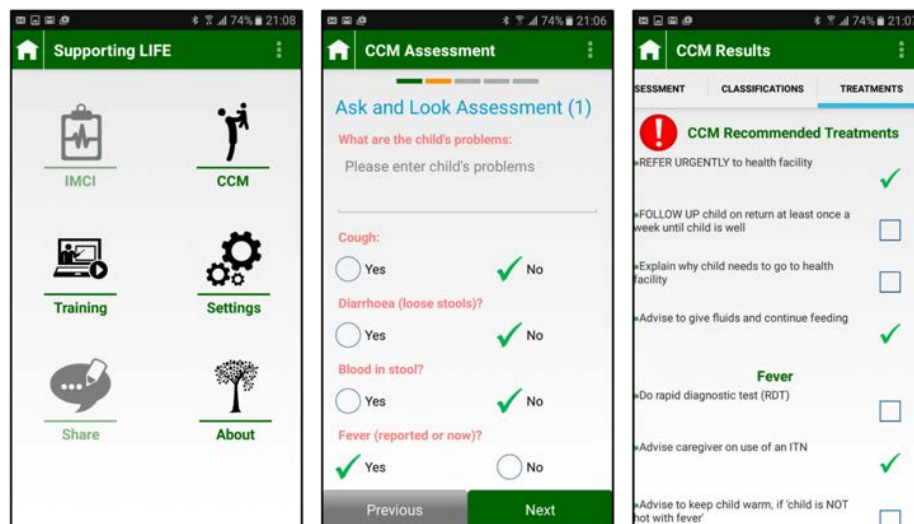 74% 21:08
Supporting LIFE
IMCI
CCM
Training
Settings
Share
About
74% 21:06
CCM Assessment
Ask and Look Assessment (1)
What are the child's problems:
Please enter child's problems
Cough:
Yes
No
Diarrhoea (loose stools)?
Yes
No
Blood in stool?
Yes
No
Fever (reported or now)?
Yes
No
Previous
Next
74% 21:07
CCM Results
SESSMENT
CLASSIFICATIONS
TREATMENTS
CCM Recommended Treatments
REFER URGENTLY to health facility
FOLLOW UP child on return at least once a
week until child is well
Explain why child needs to go to health
facility
Advise to give fluids and continue feeding
Fever
Do rapid diagnostic test (RDT)
Advise caregiver on use of an ITN
Advise to keep child warm, if 'child is NOT
hot with fever'